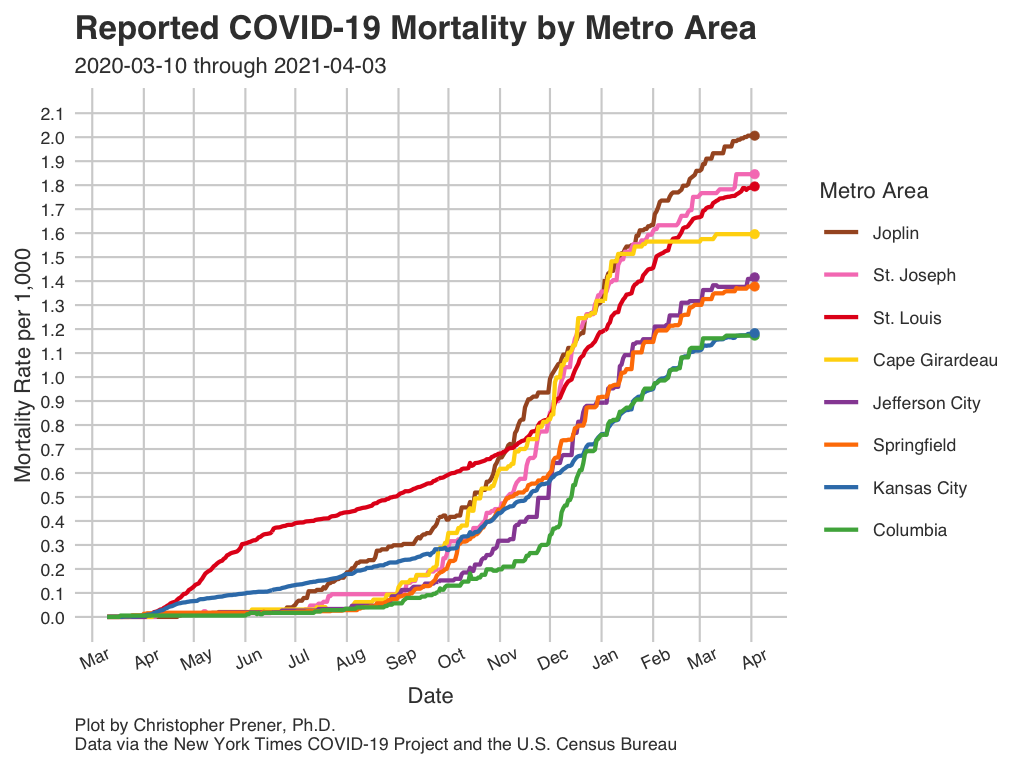 Reported COVID-19 Mortality by Metro Area
2020-03-10 through 2021-04-03
Mortality Rate per 1,000
2.1
2.0
1.9
1.8
1.7
1.6
1.5
1.4
1.3
1.2
1.1
1.0
0.9
0.8
0.7
0.6
0.5
0.4
0.3
0.2
0.1
0.0
Mar Apr May Jun Jul Aug Sep Oct Nov Dec Jan Feb Mar Apr
Date
Metro Area
Joplin
St. Joseph
St. Louis
Cape Girardeau
Jefferson City
Springfield
Kansas City
Columbia
Plot by Christopher Prener, Ph.D.
Data via the New York Times COVID-19 Project and the U.S. Census Bureau